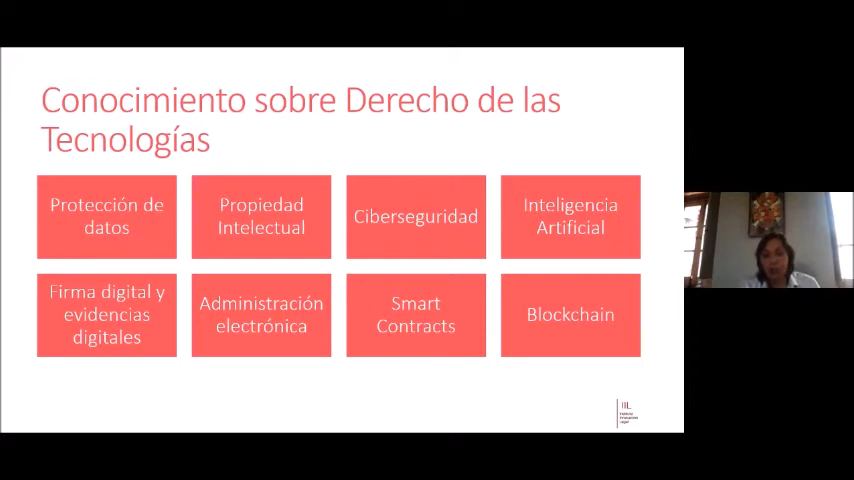 Conocimiento sobre Derecho de las
Tecnologías
Protección de
datos
Propiedad
Intelectual
Ciberseguridad
Inteligencia
Artificial
Firma digital y
evidencias
digitales
Administración
electrónica
Smart
Contracts
Blockchain